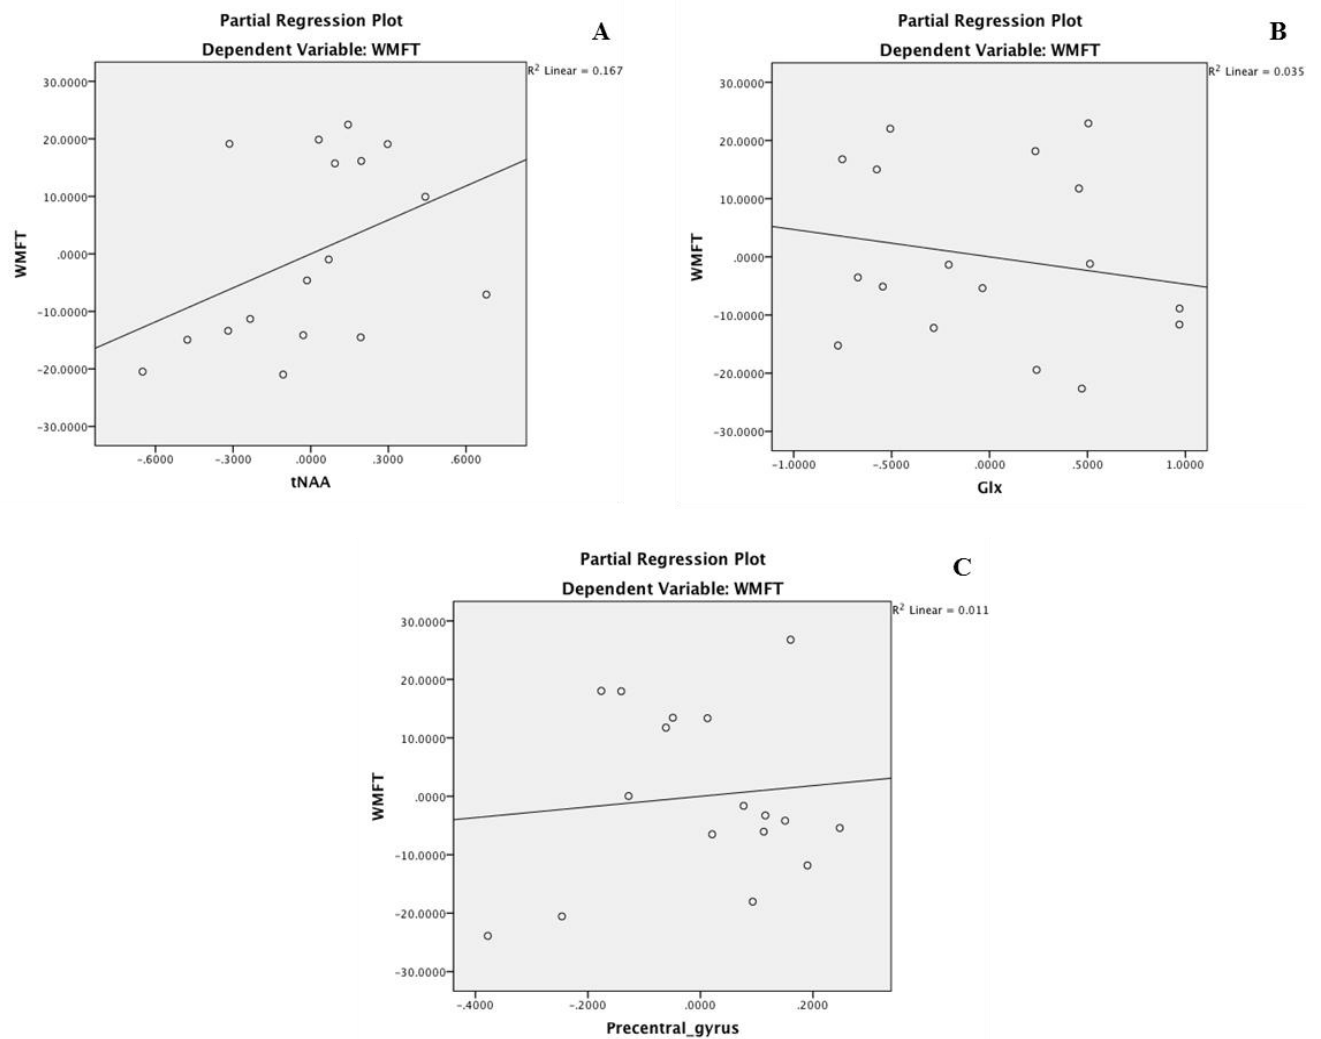 Partial Regression Plot
A
Dependent Variable: WMFT
R² Linear = 0.167
30.0000
20.0000
10.0000
.0000
-10.0000
-20.0000
-30.0000
WMFT
-.6000 -.3000 .0000 .3000 .6000
tNAA
Partial Regression Plot
B
Dependent Variable: WMFT
R² Linear = 0.035
30.0000
20.0000
10.0000
.0000
-10.0000
-20.0000
-30.0000
WMFT
-1.0000 -.5000 .0000 .5000 1.0000
Glx
Partial Regression Plot
C
Dependent Variable: WMFT
R² Linear = 0.011
30.0000
20.0000
10.0000
.0000
-10.0000
-20.0000
-30.0000
WMFT
-.4000 -.2000 .0000 .2000
Precentral_gyrus